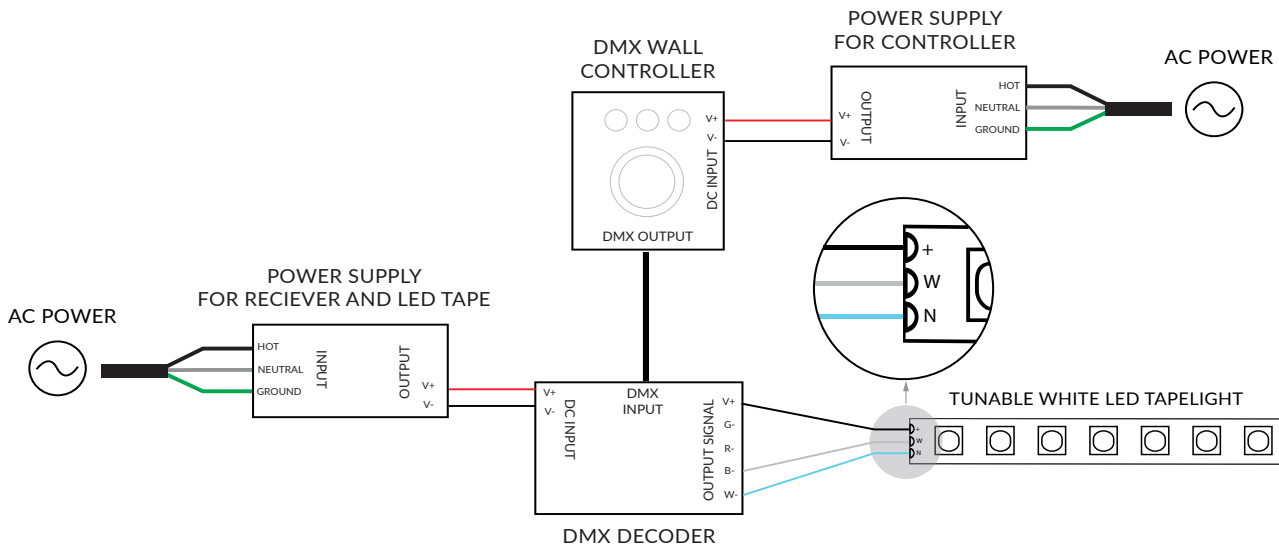 POWER SUPPLY
FOR CONTROLLER
AC POWER
DMX WALL
CONTROLLER
V+
V-
DC INPUT
DMX OUTPUT
V+
V-
OUTPUT
INPUT
HOT
NEUTRAL
GROUND
+
W
N
POWER SUPPLY
FOR RECIEVER AND LED TAPE
AC POWER
HOT
NEUTRAL
GROUND
INPUT
OUTPUT
V+
V-
V+
V-
DC INPUT
DMX
INPUT
OUTPUT SIGNAL
V+
G-
R-
B-
W-
DMX DECODER
TUNABLE WHITE LED TAPELIGHT
+
W
N